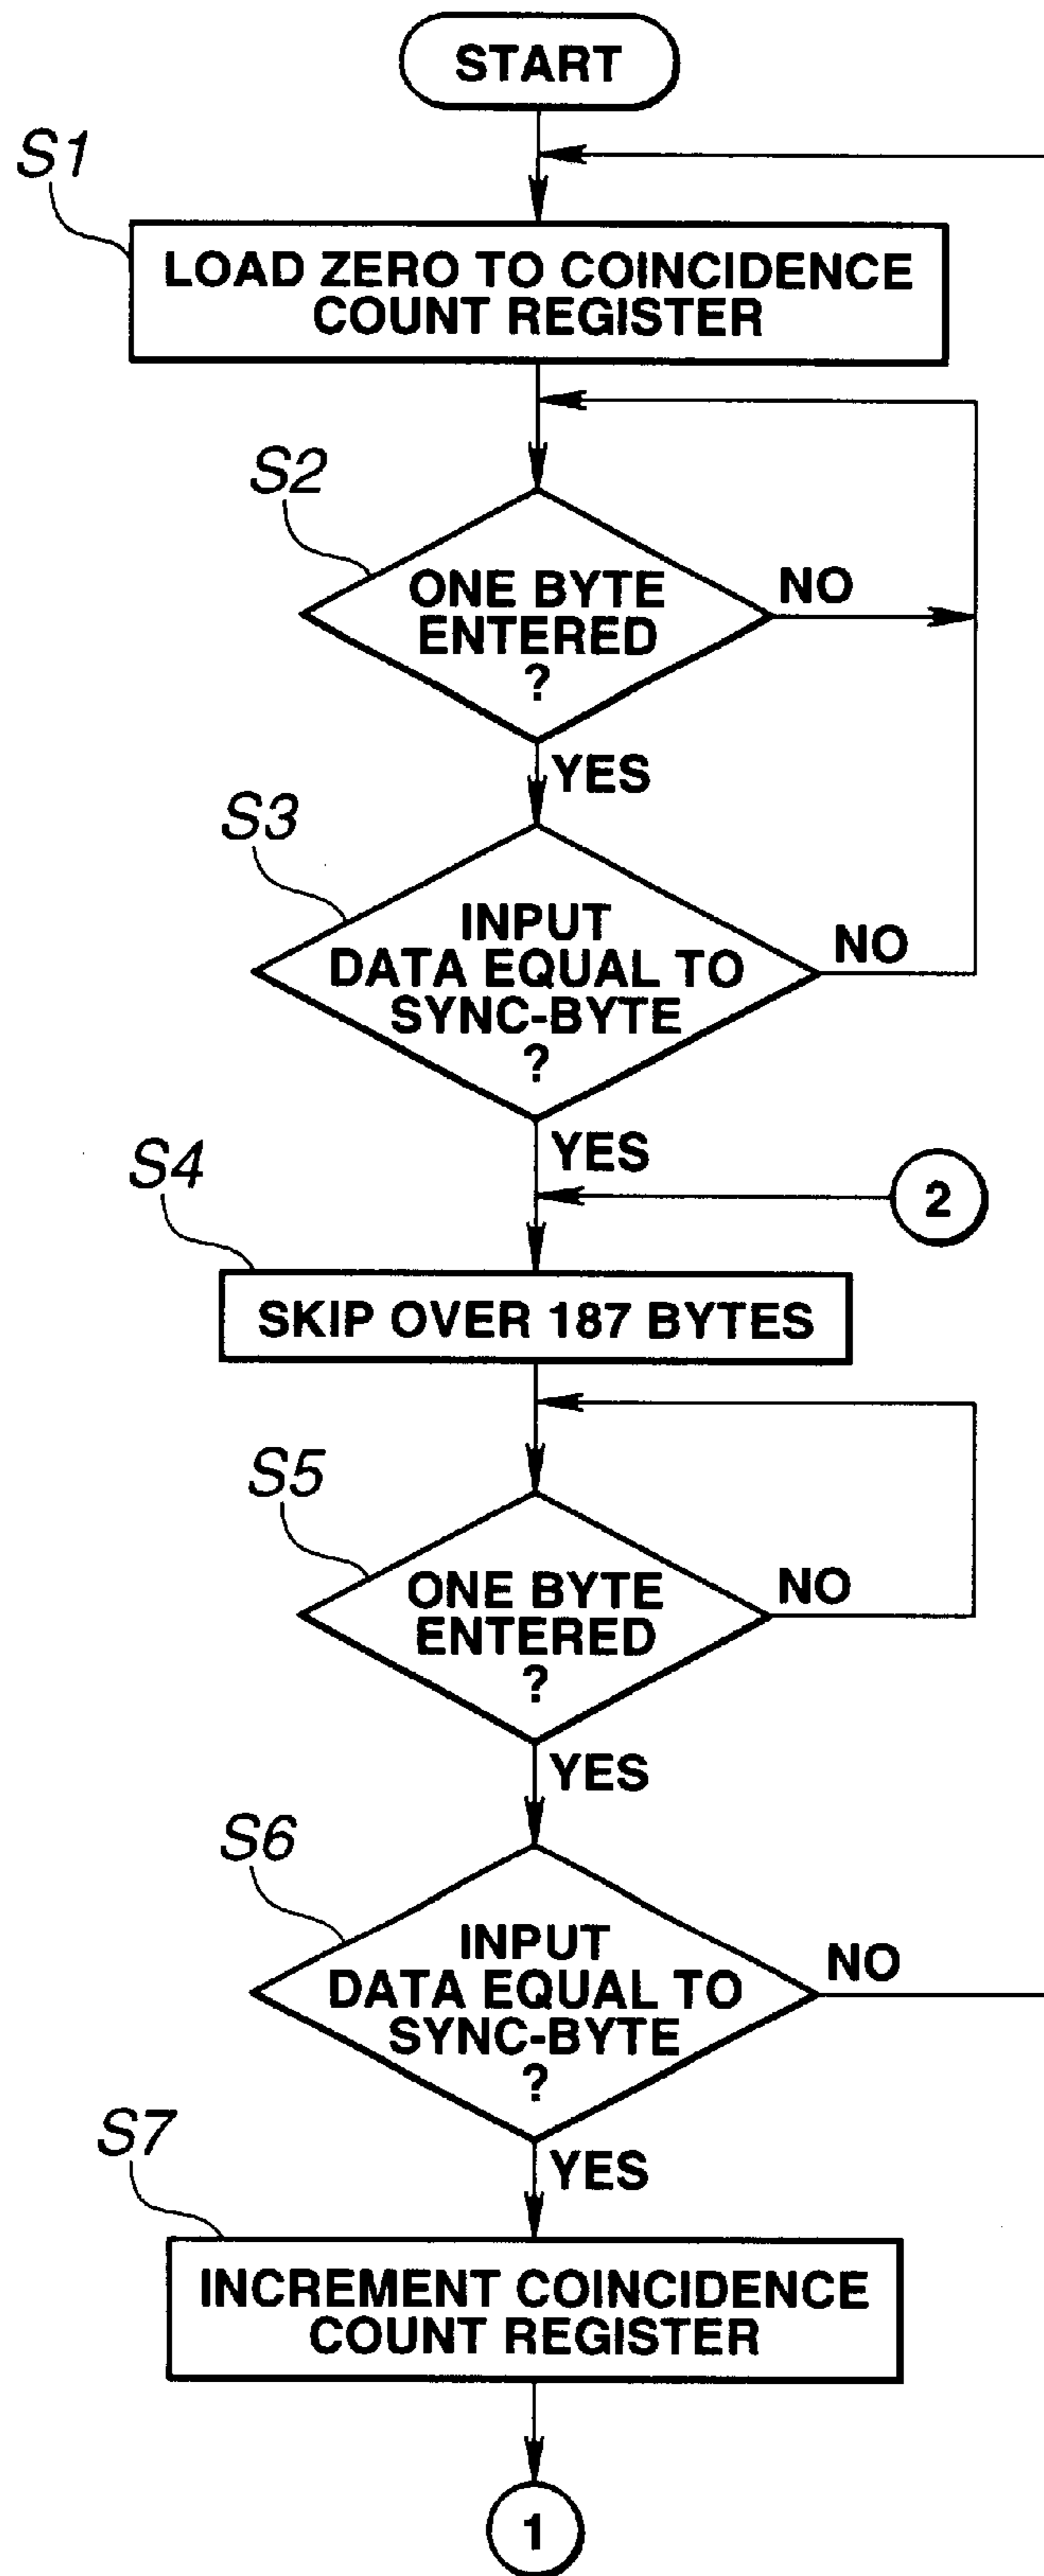 START
S1
LOAD ZERO TO COINCIDENCE
COUNT REGISTER
S2
ONE BYTE
ENTERED
?
NO
YES
S3
INPUT
DATA EQUAL TO
SYNC-BYTE
?
NO
YES
2
S4
SKIP OVER 187 BYTES
S5
ONE BYTE
ENTERED
?
NO
YES
S6
INPUT
DATA EQUAL TO
SYNC-BYTE
?
NO
YES
S7
INCREMENT COINCIDENCE
COUNT REGISTER
1